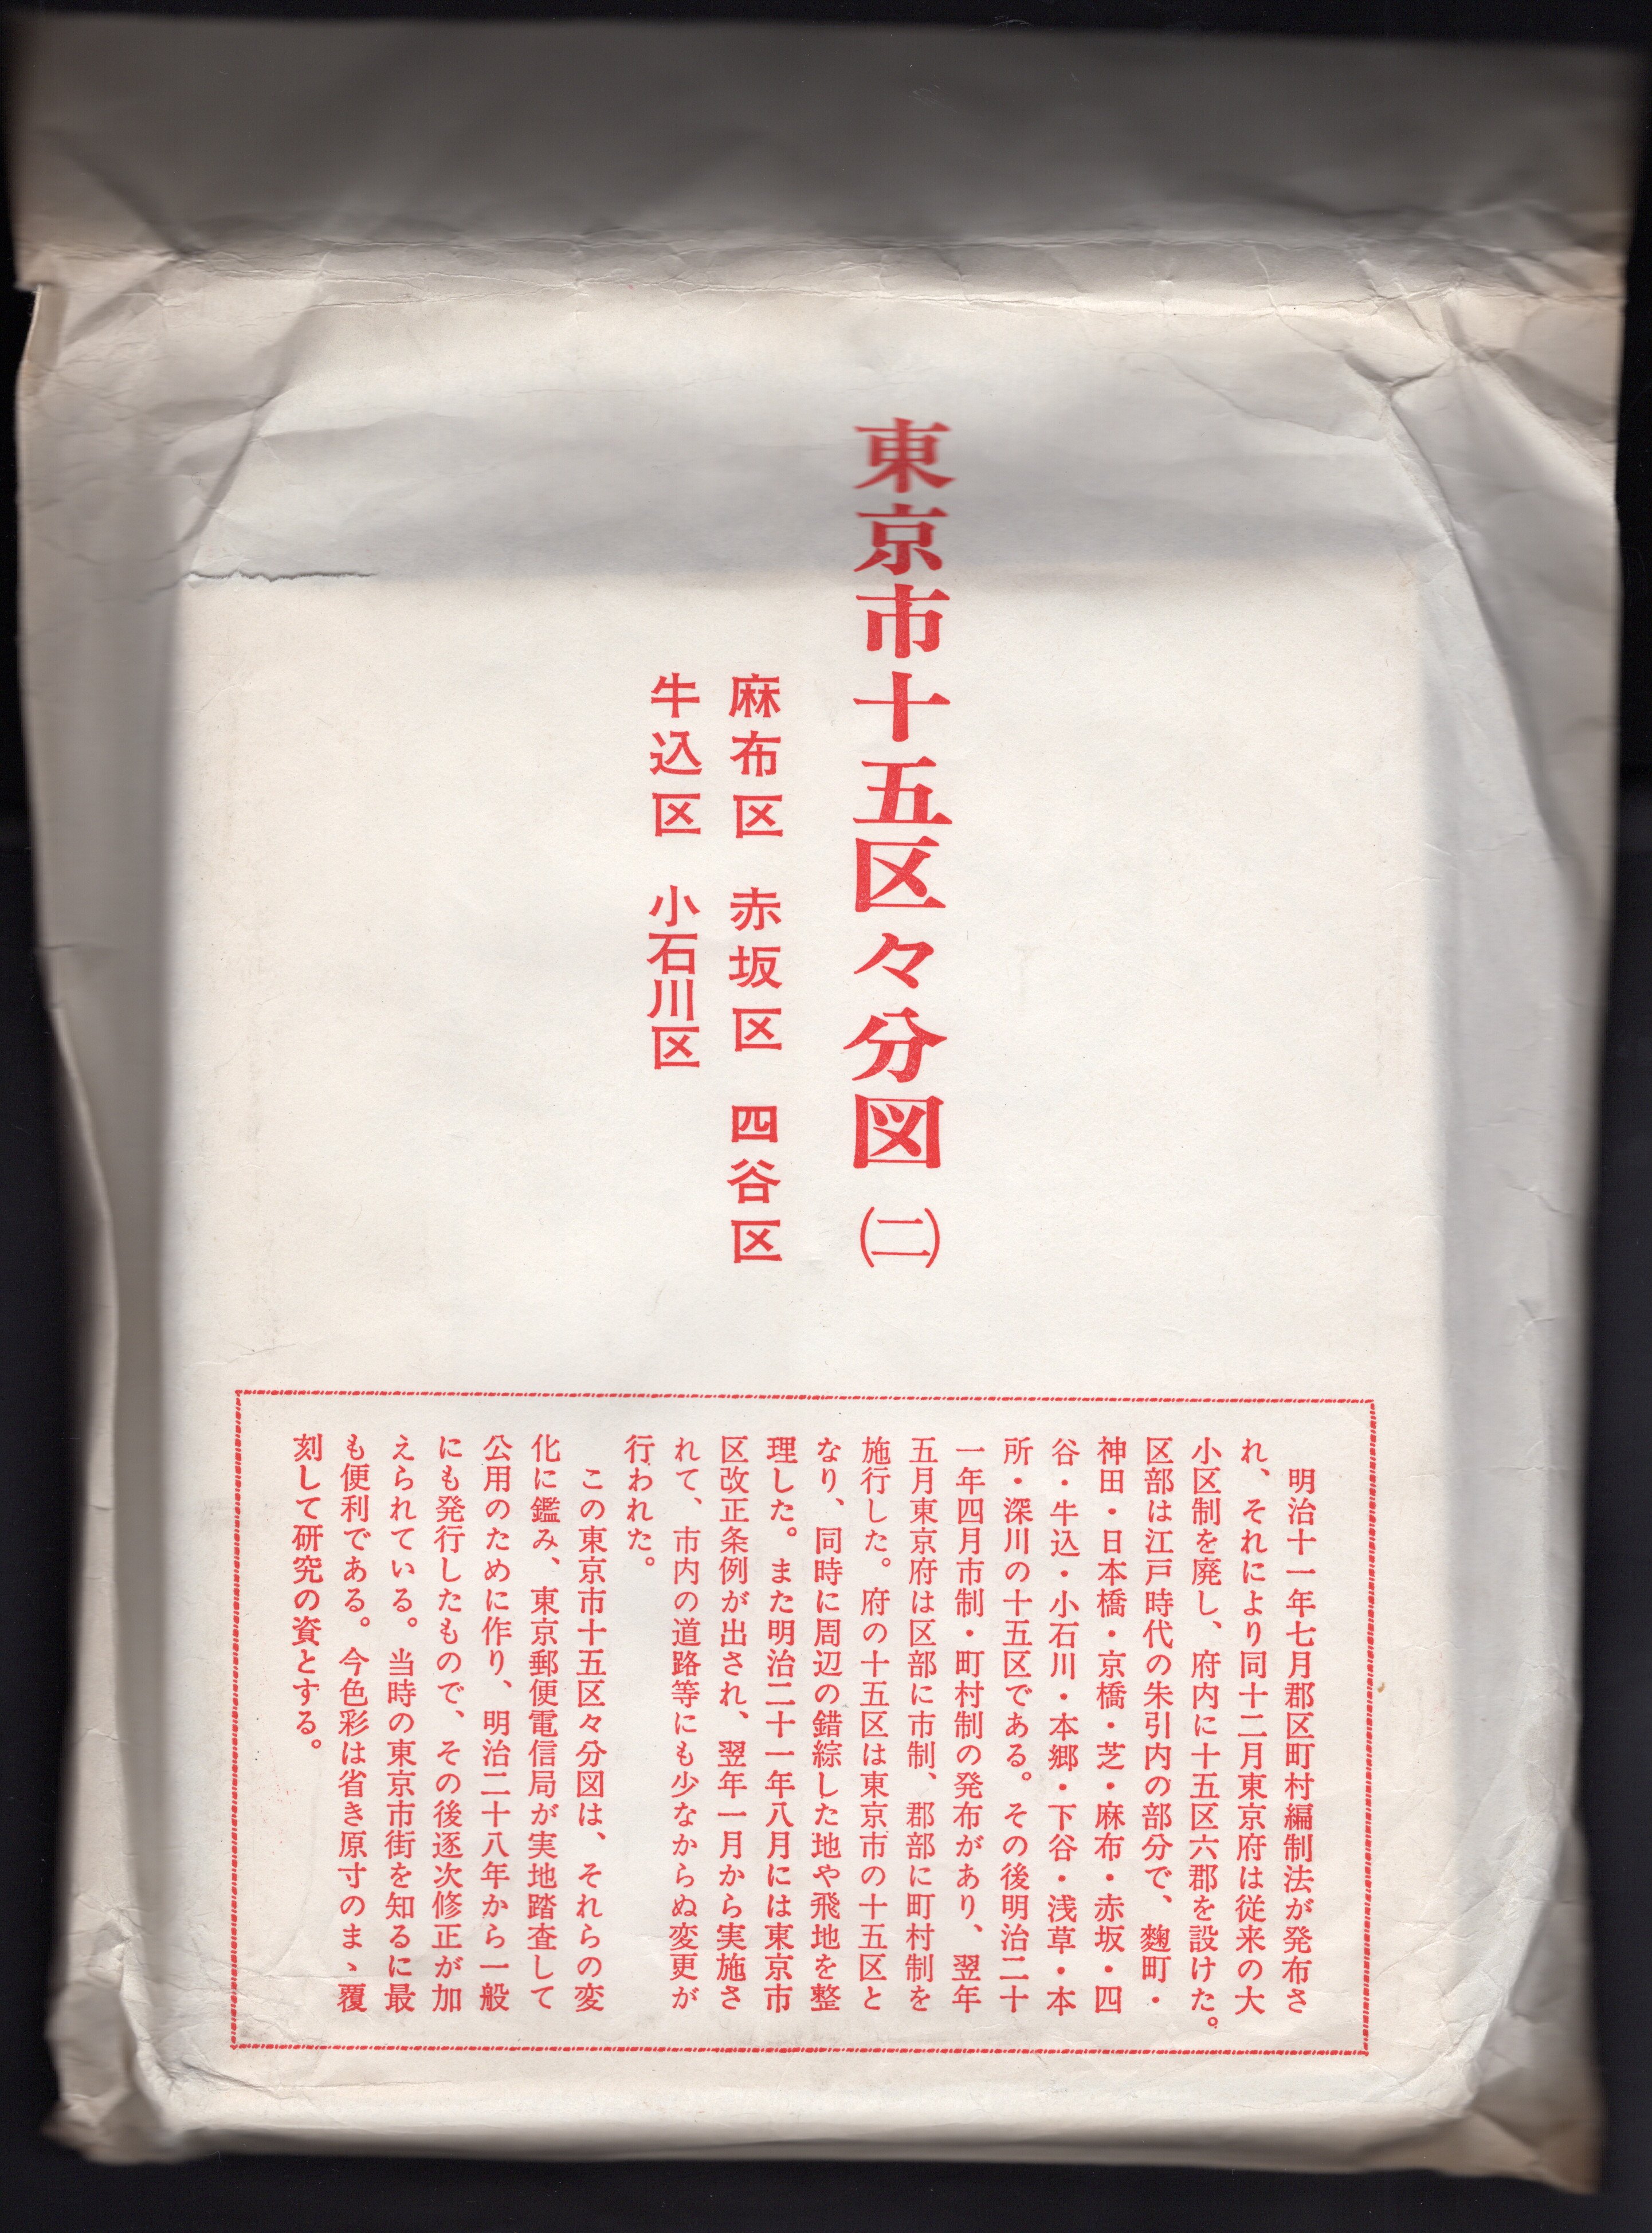 東京市十五区々分図(二)
麻布区 赤坂区 四谷区
牛込区 小石川区
明治十一年七月郡区町村編制法が発布さ
れ、それにより同十二月東京府は従来の大
小区制を廃し、府内に十五区六郡を設けた。
区部は江戸時代の朱引内の部分で、麴町・
神田・日本橋・京橋・芝・麻布・赤坂・四
谷・牛込・小石川・本郷・下谷・浅草・本
所・深川の十五区である。その後明治二十
一年四月市制・町村制の発布があり、翌年
五月東京府は区部に市制、郡部に町村制を
施行した。府の十五区は東京市の十五区と
なり、同時に周辺の錯綜した地や飛地を整
理した。また明治二十一年八月には東京市
区改正条例が出され、翌年一月から実施さ
れて、市内の道路等にも少なからぬ変更が
行われた。
この東京市十五区々分図は、それらの変
化に鑑み、東京郵便電信局が実地踏査して
公用のために作り、明治二十八年から一般
にも発行したもので、その後逐次修正が加
えられている。当時の東京市街を知るに最
も便利である。今色彩は省き原寸のまゝ覆
刻して研究の資とする。